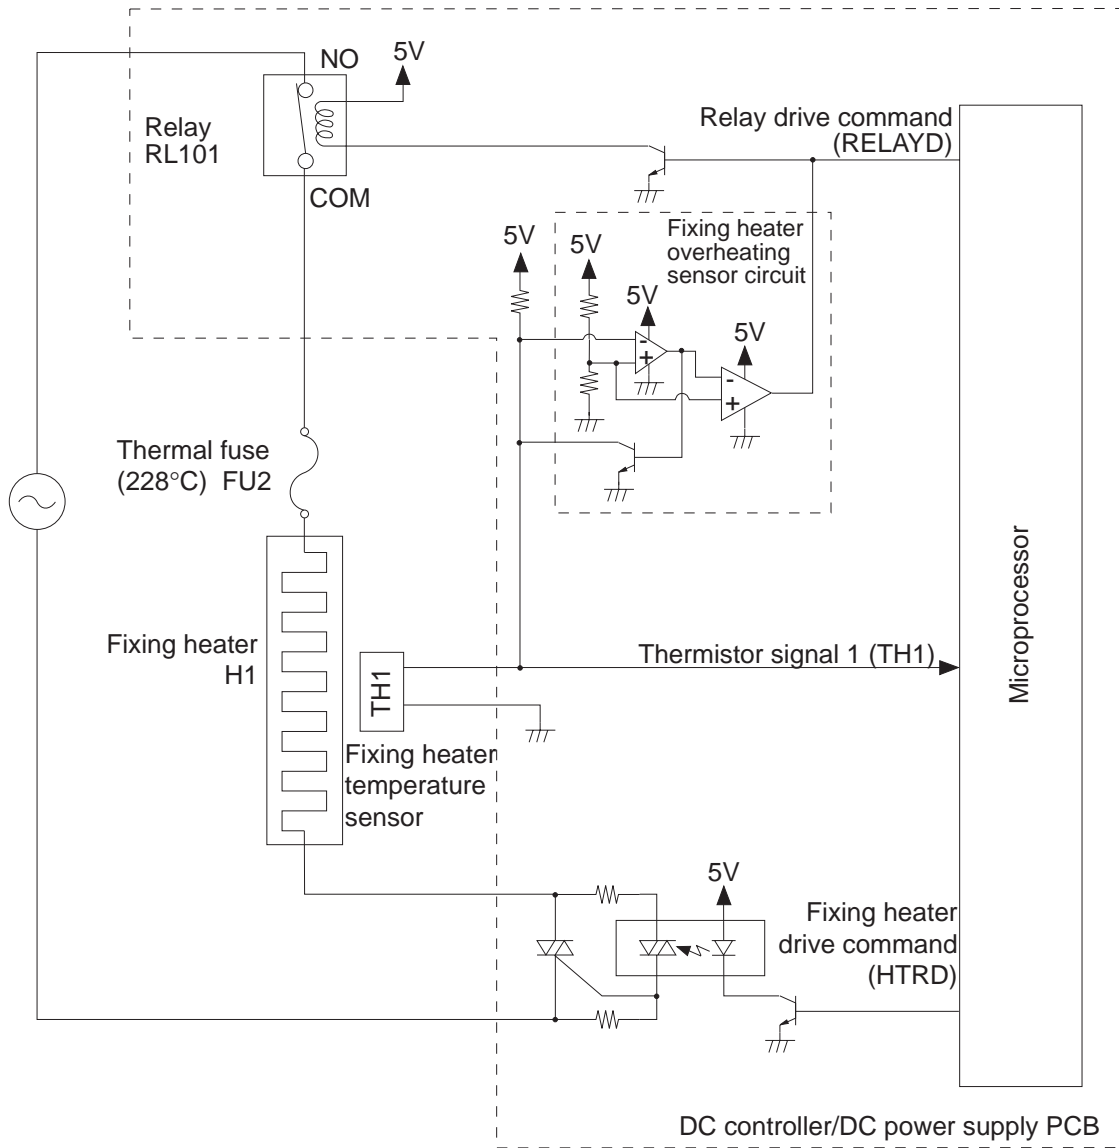 NO
5V
Relay
RL101
COM
Relay drive command
(RELAYD)
5V
5V
Fixing heater
overheating
sensor circuit
5V
5V
-
+
-
+
Thermal fuse
(228°C) FU2
Fixing heater
H1
TH1
Thermistor signal 1 (TH1)
Microprocessor
Fixing heater
temperature
sensor
5V
Fixing heater
drive command
(HTRD)
DC controller/DC power supply PCB